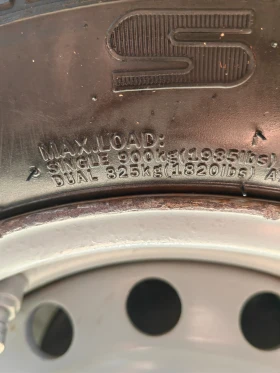 S
MAX.LOAD:
SINGLE 900kg(1985lbs)
DUAL 825kg(1820lbs) A